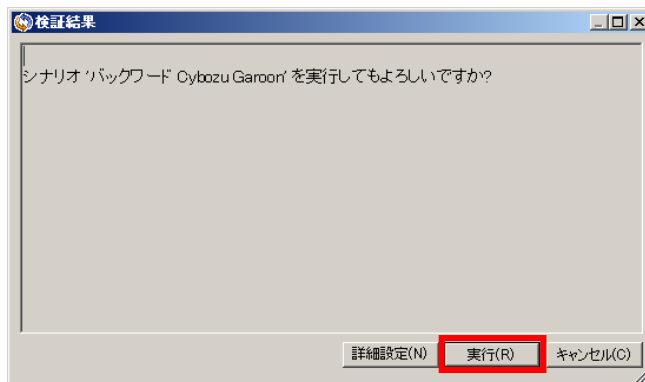 検証結果
シナリオ 'バックワード Cybozu Garoon' を実行してもよろしいですか?
詳細設定(N) 実行(R) キャンセル(C)